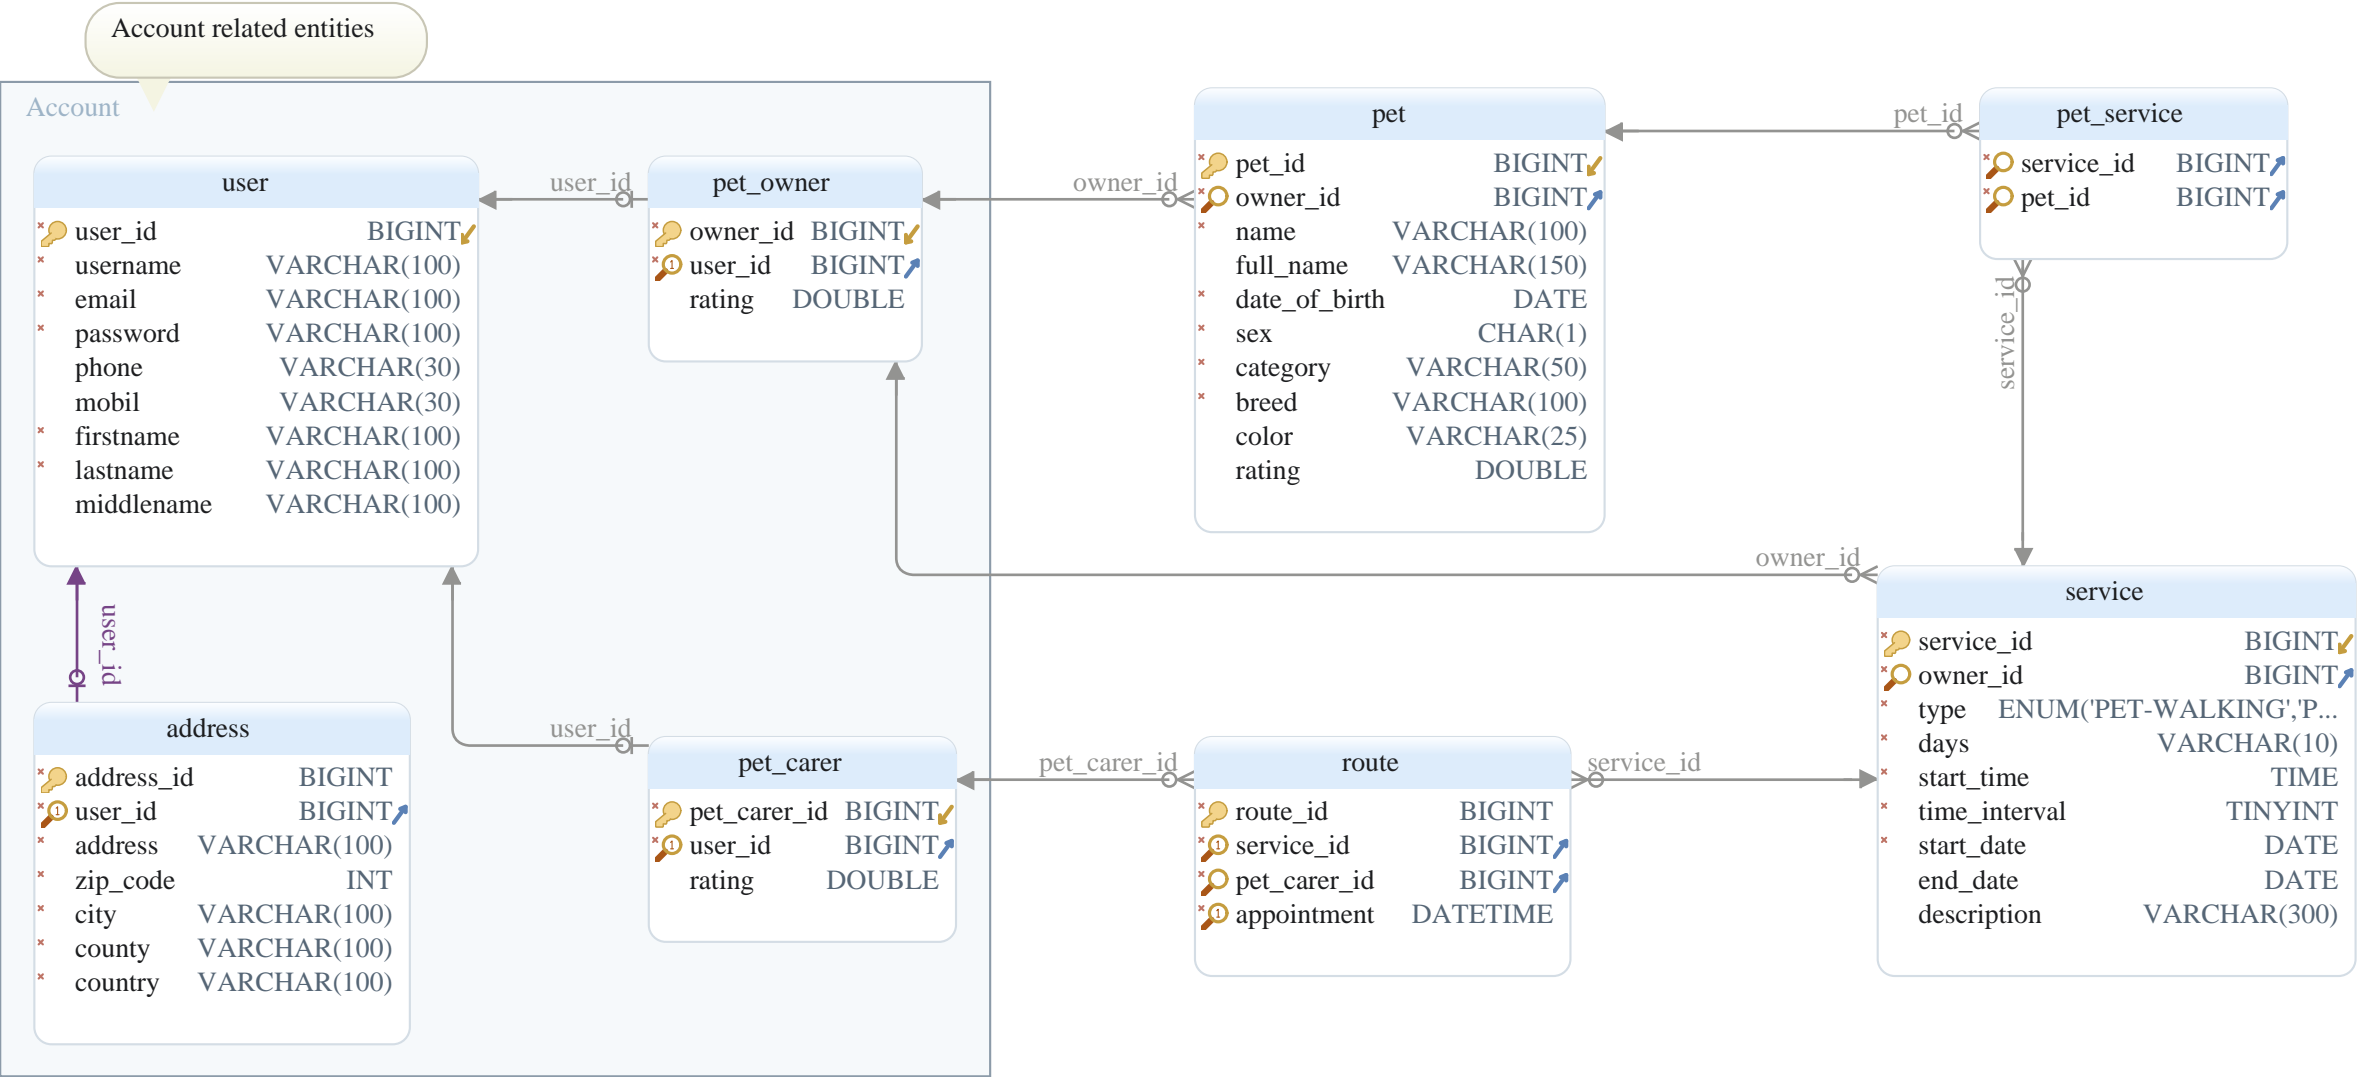 Account related entities
Account
user
user_id BIGINT
username VARCHAR(100)
email VARCHAR(100)
password VARCHAR(100)
phone VARCHAR(30)
mobil VARCHAR(30)
firstname VARCHAR(100)
lastname VARCHAR(100)
middlename VARCHAR(100)
user_id
pet_owner
owner_id BIGINT
user_id BIGINT
rating DOUBLE
owner_id
pet
pet_id BIGINT
owner_id BIGINT
name VARCHAR(100)
full_name VARCHAR(150)
date_of_birth DATE
sex CHAR(1)
category VARCHAR(50)
breed VARCHAR(100)
color VARCHAR(25)
rating DOUBLE
pet_id
pet_service
service_id BIGINT
pet_id BIGINT
service_id
owner_id
user_id
address
address_id BIGINT
user_id BIGINT
address VARCHAR(100)
zip_code INT
city VARCHAR(100)
county VARCHAR(100)
country VARCHAR(100)
user_id
pet_carer
pet_carer_id BIGINT
user_id BIGINT
rating DOUBLE
pet_carer_id
route
route_id BIGINT
service_id BIGINT
pet_carer_id BIGINT
appointment DATETIME
service_id
service
service_id BIGINT
owner_id BIGINT
type ENUM('PET-WALKING','P...
days VARCHAR(10)
start_time TIME
time_interval TINYINT
start_date DATE
end_date DATE
description VARCHAR(300)